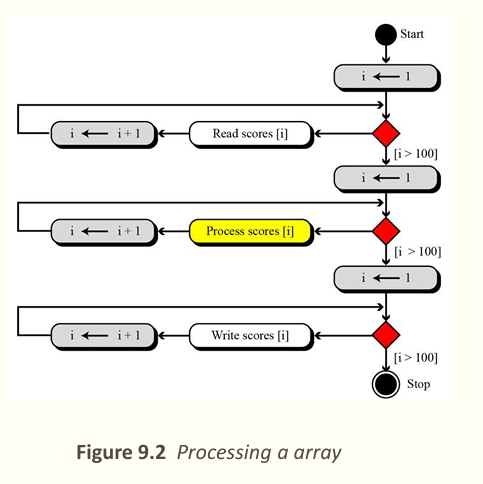 Start
i ← 1
i ← i + 1
Read scores [i]
[i > 100]
i ← 1
i ← i + 1
Process scores [i]
[i > 100]
i ← 1
i ← i + 1
Write scores [i]
[i > 100]
Stop
Figure 9.2 Processing a array